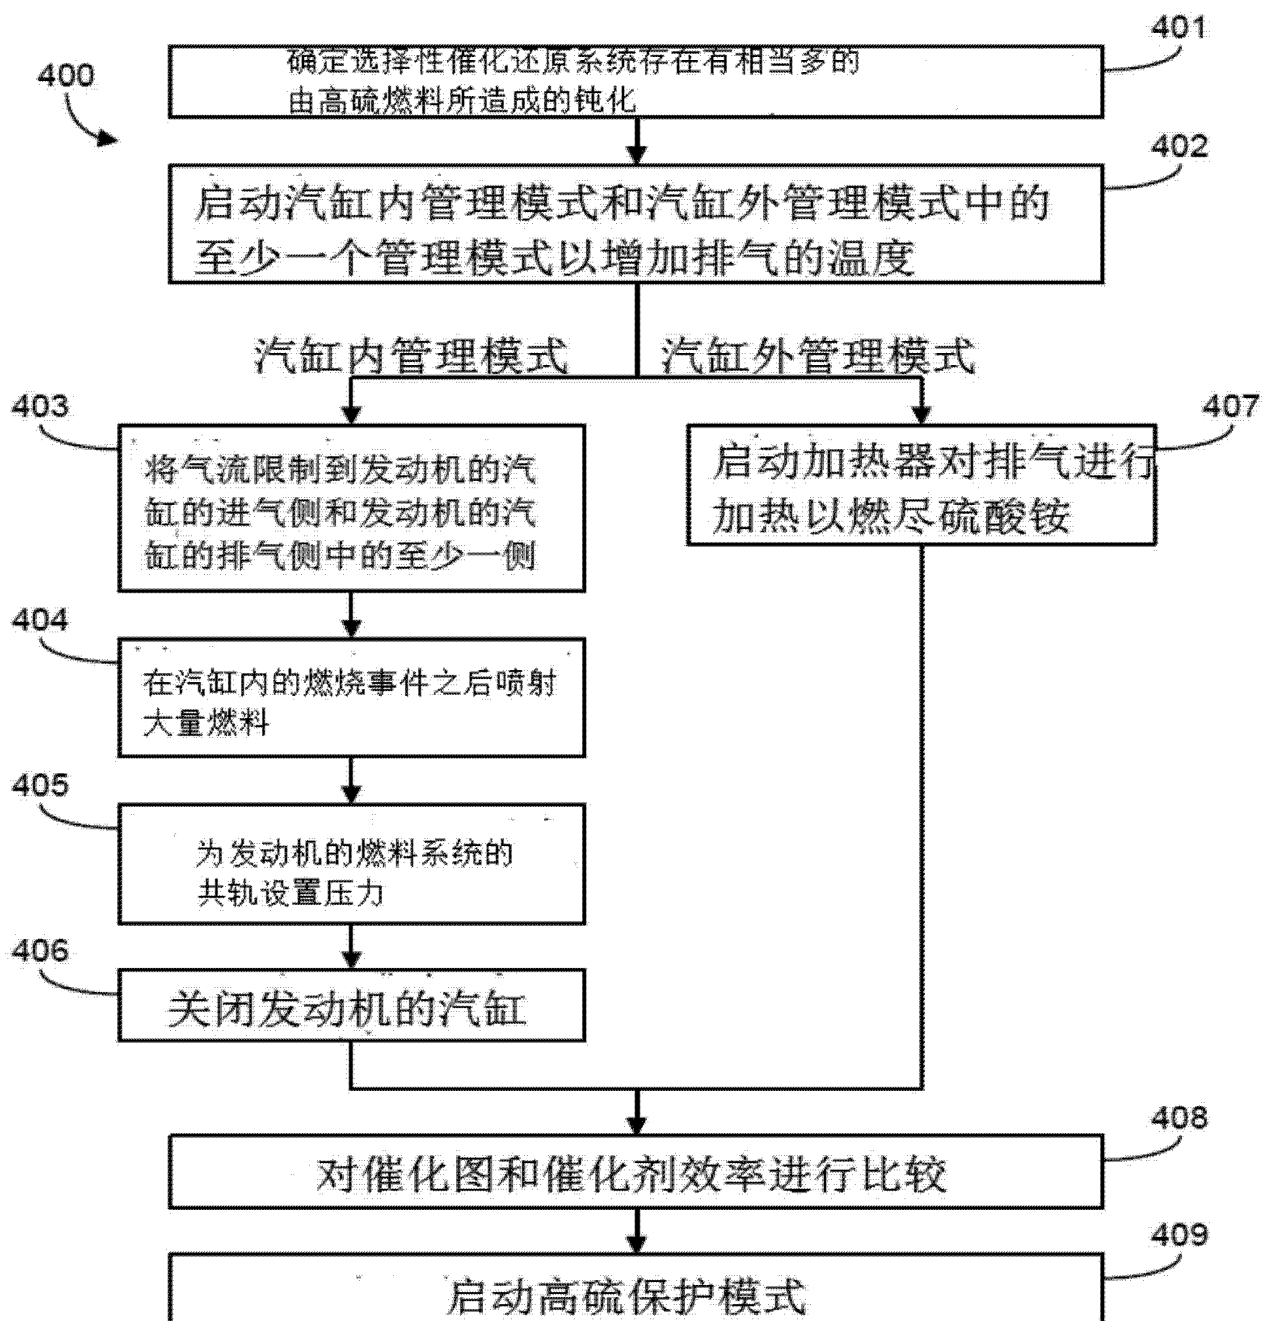 401
确定选择性催化还原系统存在有相当多的
由高硫燃料所造成的钝化
400
402
启动汽缸内管理模式和汽缸外管理模式中的
至少一个管理模式以增加排气的温度
汽缸内管理模式
汽缸外管理模式
403
将气流限制到发动机的汽
缸的进气侧和发动机的汽
缸的排气侧中的至少一侧
407
启动加热器对排气进行
加热以燃尽硫酸铵
404
在汽缸内的燃烧事件之后喷射
大量燃料
405
为发动机的燃料系统的
共轨设置压力
406
关闭发动机的汽缸
408
对催化图和催化剂效率进行比较
409
启动高硫保护模式